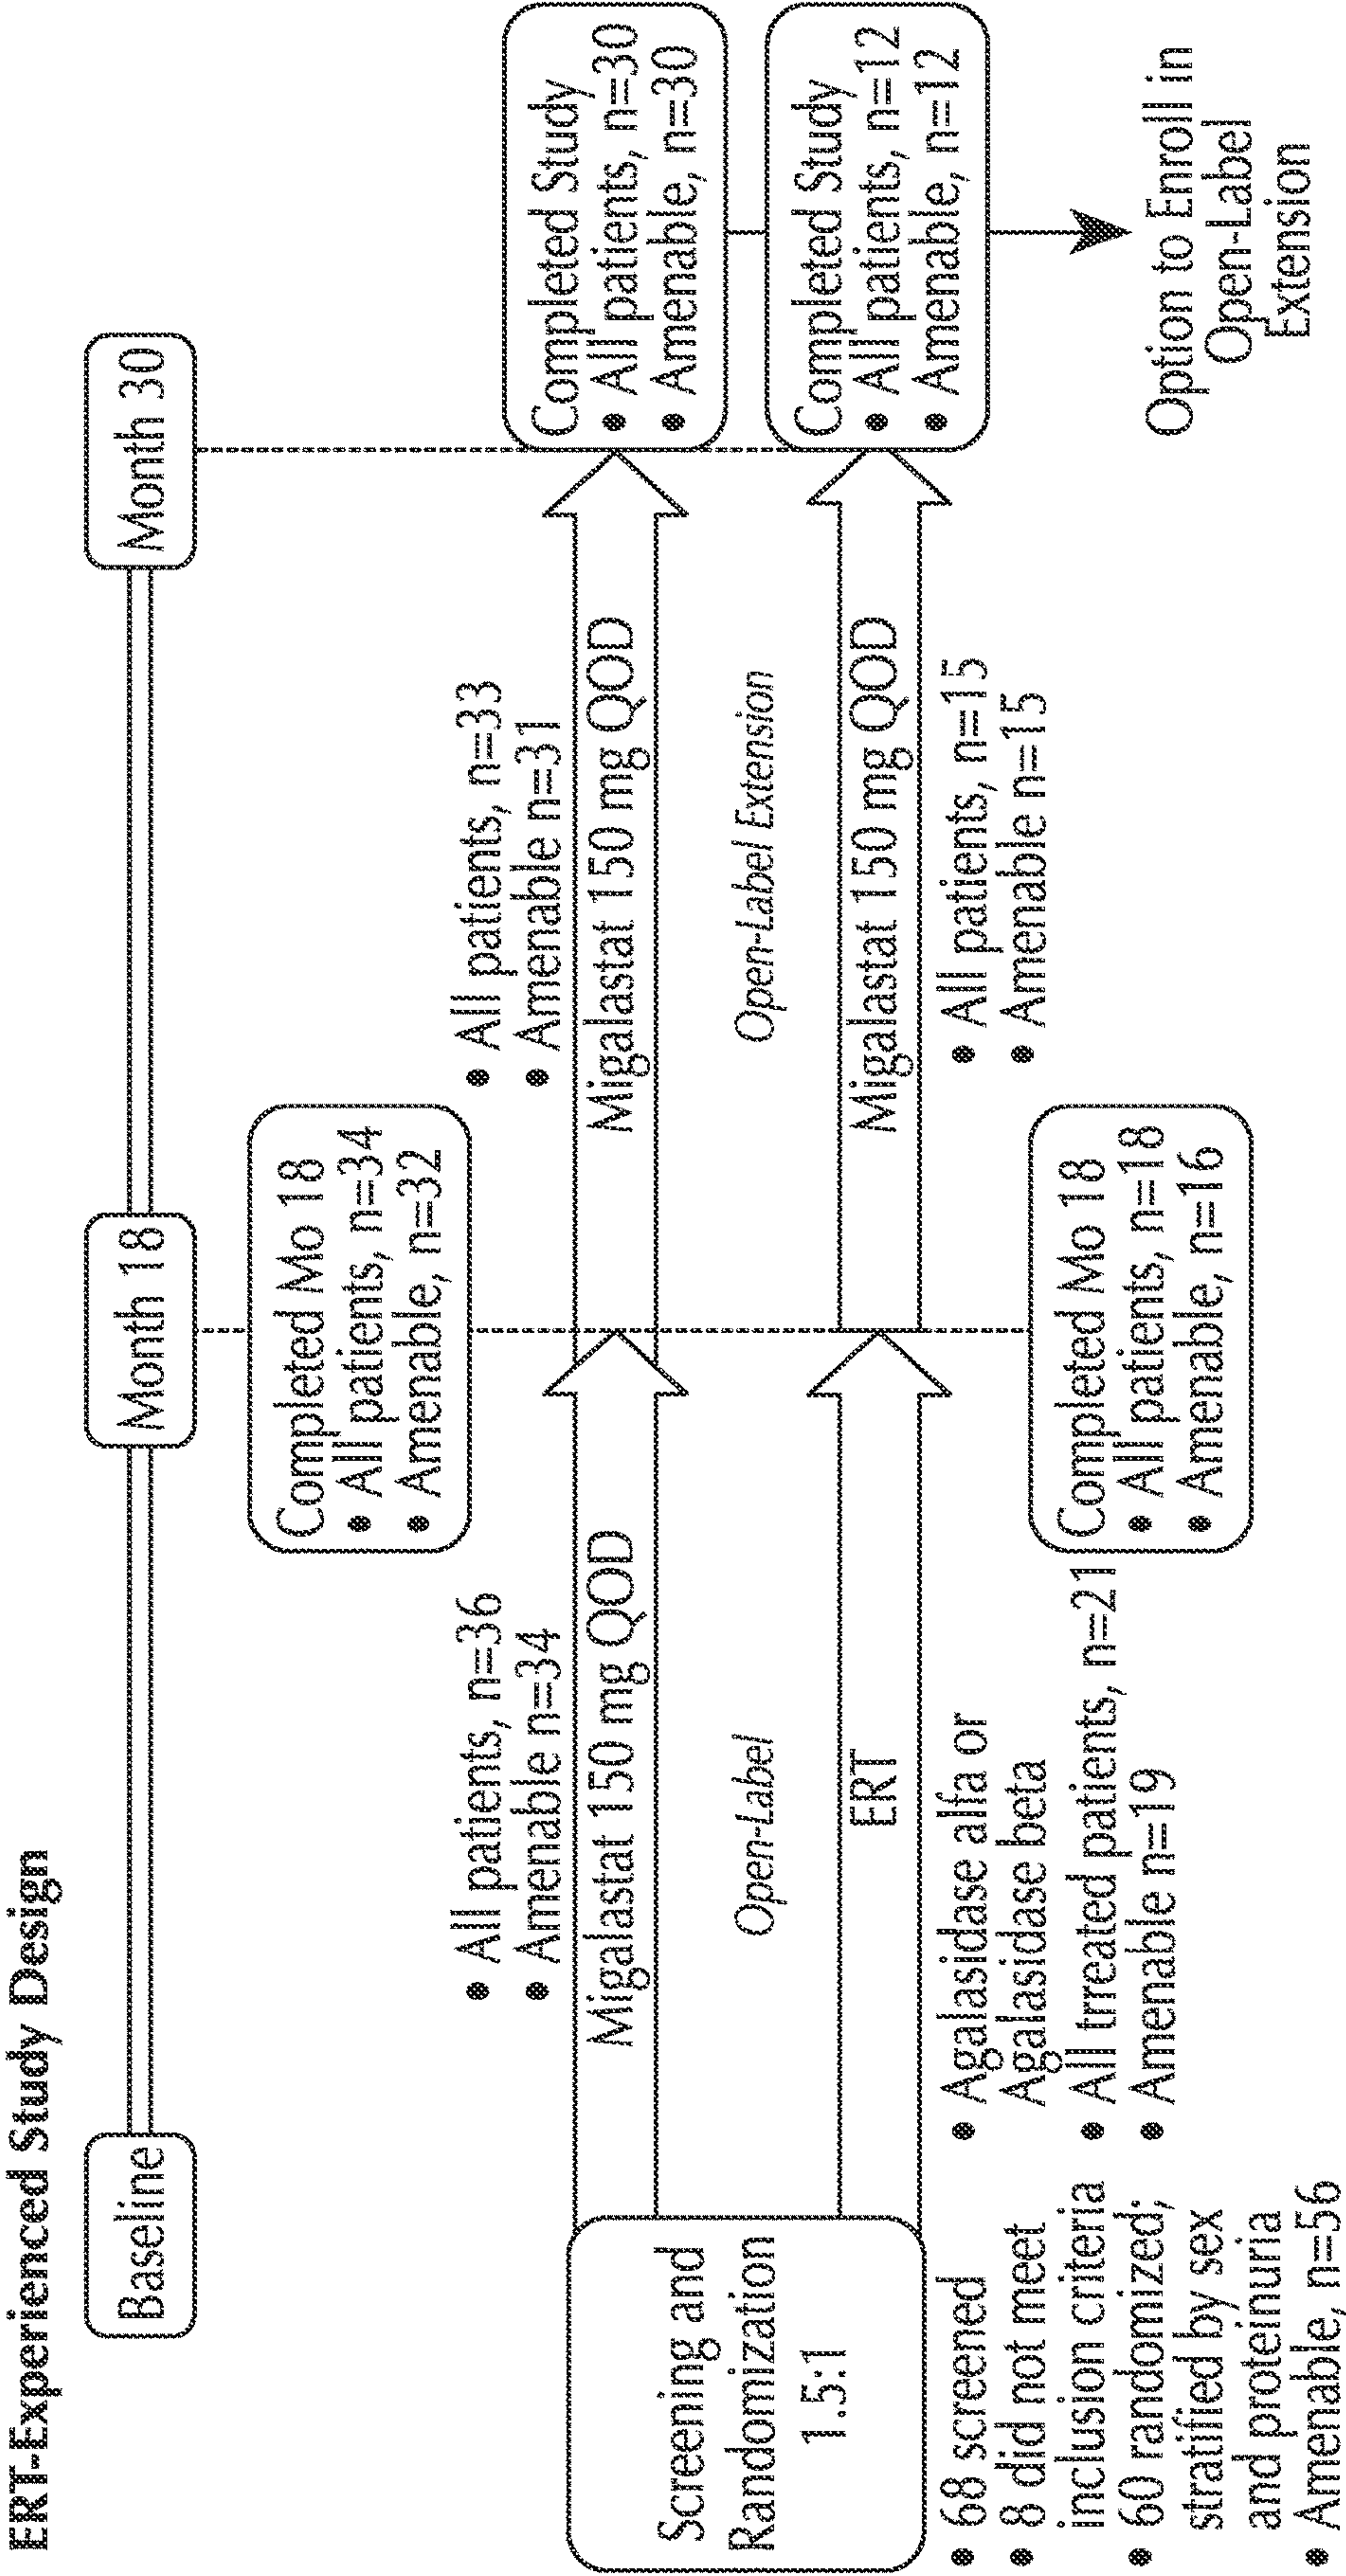 ERT-Experienced Study Design
Baseline
Month 18
Month 30
Completed Mo 18
• All patients, n=34
• Amenable, n=32
• All patients, n=36
• Amenable n=34
• All patients, n=33
• Amenable n=31
Screening and
Randomization
1.5:1
Migalastat 150 mg QOD
Migalastat 150 mg QOD
Completed Study
• All patients, n=30
• Amenable, n=30
Open-Label
Open-Label Extension
ERT
Migalastat 150 mg QOD
Completed Study
• All patients, n=12
• Amenable, n=12
• 68 screened
• 8 did not meet
inclusion criteria
• 60 randomized;
stratified by sex
and proteinuria
• Amenable, n=56
• Agalasidase alfa or
Agalasidase beta
• All trreated patients, n=21
• Amenable n=19
Completed Mo 18
• All patients, n=18
• Amenable, n=16
• All patients, n=15
• Amenable n=15
Option to Enroll in
Open-Label
Extension